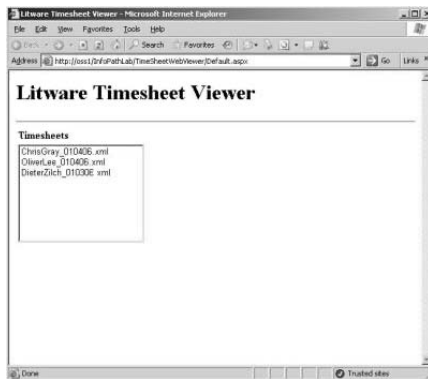 Litware Timesheet Viewer - Microsoft Internet Explorer
File Edit View Favorites Tools Help
Back Search Favorites
Address http://oss1/InfoPathLab/TimeSheetWebViewer/Default.aspx Go Links
Litware Timesheet Viewer
Timesheets
ChrisGray_010406.xml
OliverLee_010406.xml
DieterZilch_010306.xml
Done Trusted sites